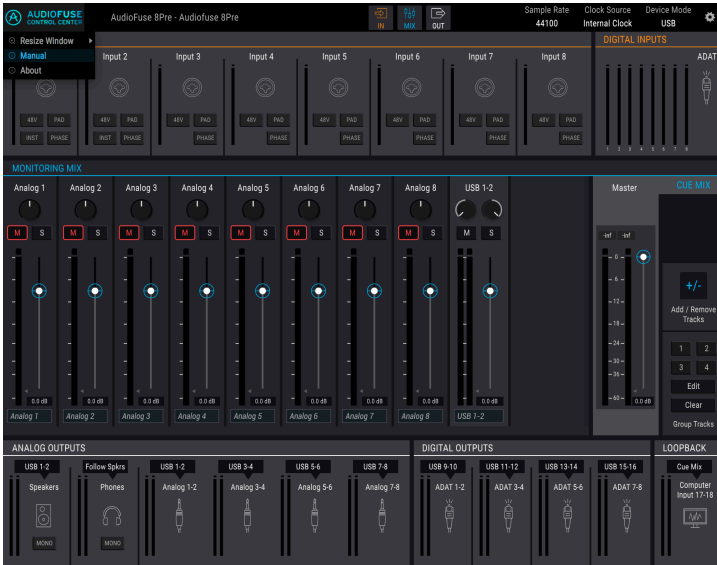 AUDIOFUSE
CONTROL CENTER
AudioFuse 8Pre - Audiofuse 8Pre
IN
MIX
OUT
Sample Rate
44100
Clock Source
Internal Clock
Device Mode
USB
Resize Window
Manual
About
DIGITAL INPUTS
Input 2
Input 3
Input 4
Input 5
Input 6
Input 7
Input 8
ADAT
48V PAD 48V PAD 48V PAD 48V PAD 48V PAD 48V PAD 48V PAD 48V PAD
INST PHASE INST PHASE PHASE PHASE PHASE PHASE PHASE PHASE
1 2 3 4 5 6 7 8
MONITORING MIX
CUE MIX
Analog 1 Analog 2 Analog 3 Analog 4 Analog 5 Analog 6 Analog 7 Analog 8 USB 1-2 Master
M S M S M S M S M S M S M S M S M S
-inf -inf
0
6
12
18
24
30
36
60
+/-
Add / Remove
Tracks
1 2
3 4
Edit
Clear
Group Tracks
0.0 dB 0.0 dB 0.0 dB 0.0 dB 0.0 dB 0.0 dB 0.0 dB 0.0 dB 0.0 dB 0.0 dB
Analog 1 Analog 2 Analog 3 Analog 4 Analog 5 Analog 6 Analog 7 Analog 8 USB 1-2
ANALOG OUTPUTS
DIGITAL OUTPUTS
LOOPBACK
USB 1-2 Follow Spkrs USB 1-2 USB 3-4 USB 5-6 USB 7-8 USB 9-10 USB 11-12 USB 13-14 USB 15-16 Cue Mix
Speakers Phones Analog 1-2 Analog 3-4 Analog 5-6 Analog 7-8 ADAT 1-2 ADAT 3-4 ADAT 5-6 ADAT 7-8 Computer
Input 17-18
MONO MONO